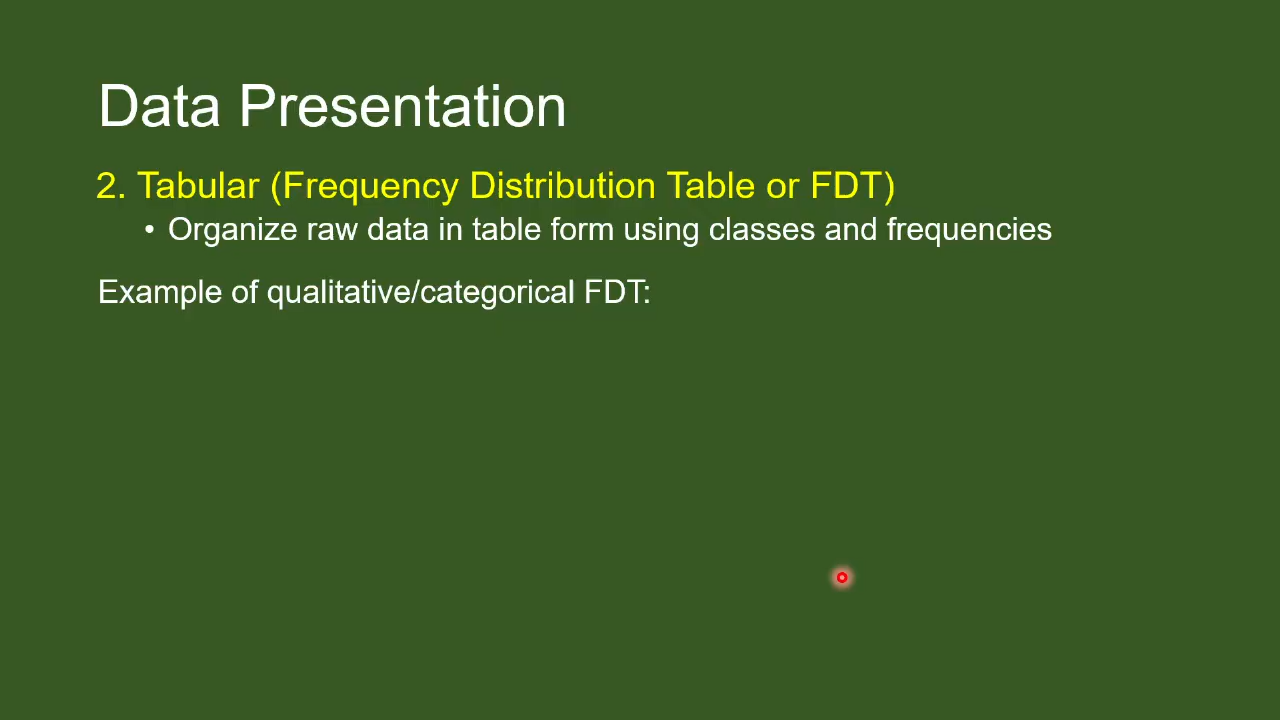 Data Presentation
2. Tabular (Frequency Distribution Table or FDT)
• Organize raw data in table form using classes and frequencies
Example of qualitative/categorical FDT: